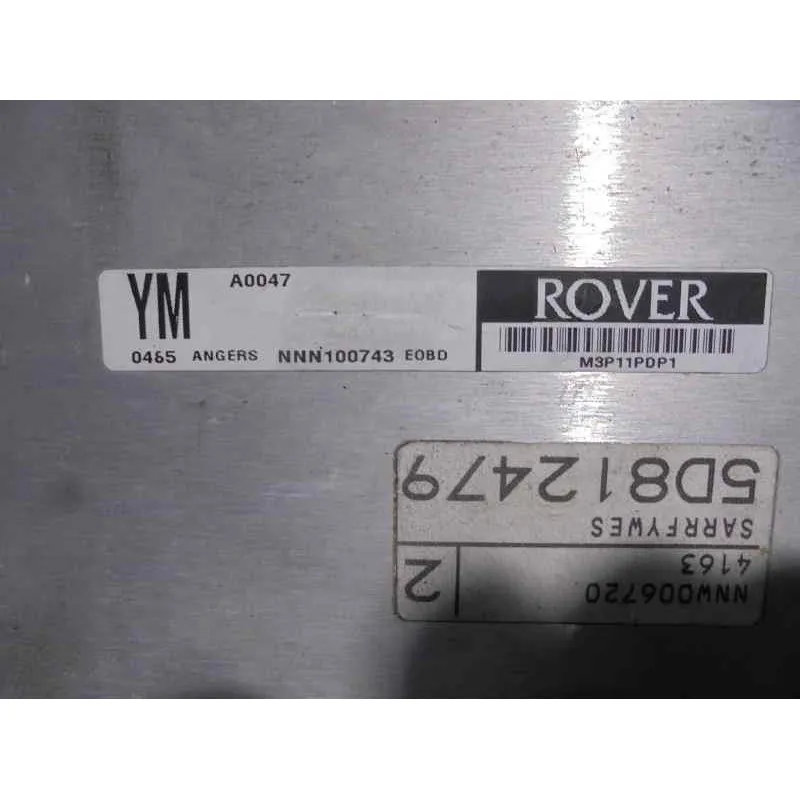 YM A0047
0465 ANGERS NNN100743 EOBD
ROVER
M3P11PDP1
NNW006720
4163
2
SARRFYWES
5D812479